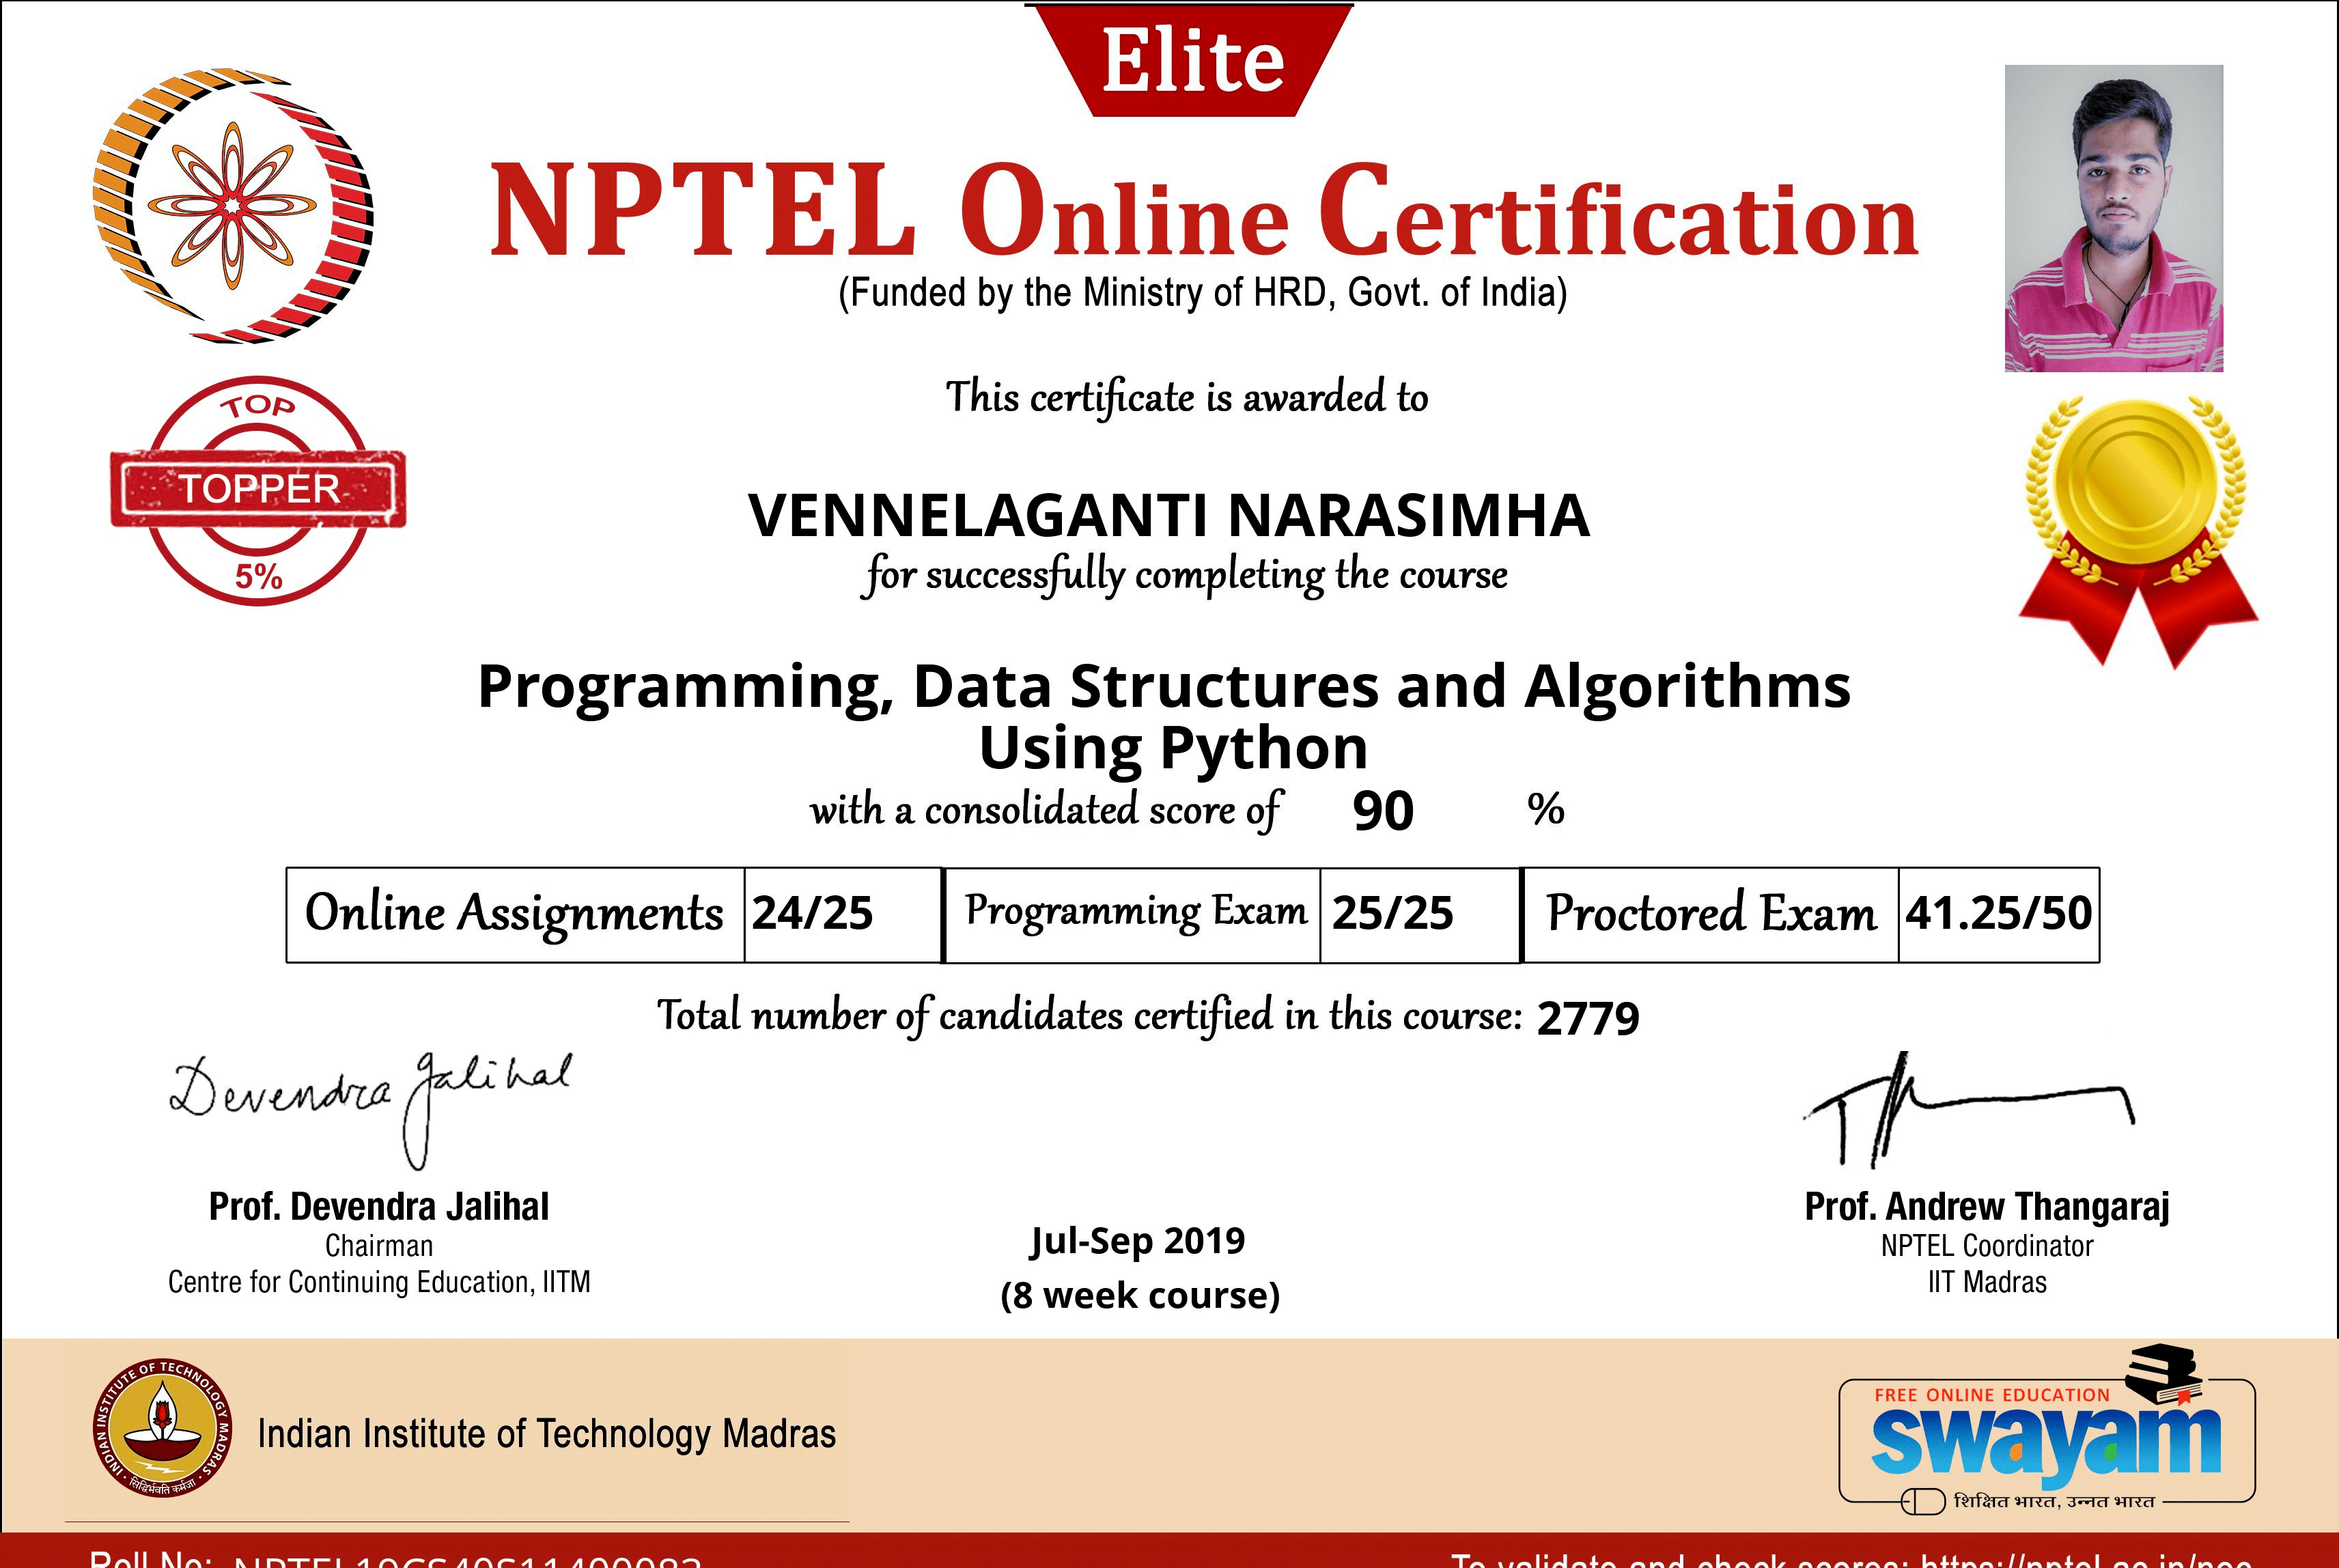 Elite
NPTEL Online Certification
(Funded by the Ministry of HRD, Govt. of India)
This certificate is awarded to
TOP
TOPPER
5%
VENNELAGANTI NARASIMHA
for successfully completing the course
Programming, Data Structures and Algorithms
Using Python
with a consolidated score of 90 %
Online Assignments 24/25 Programming Exam 25/25 Proctored Exam 41.25/50
Total number of candidates certified in this course: 2779
Devendra Jalihal
Prof. Devendra Jalihal
Chairman
Centre for Continuing Education, IITM
Jul-Sep 2019
(8 week course)
Prof. Andrew Thangaraj
NPTEL Coordinator
IIT Madras
INDIAN INSTITUTE OF TECHNOLOGY MADRAS
सिद्धिर्भवति कर्मजा
Indian Institute of Technology Madras
FREE ONLINE EDUCATION
swayam
शिक्षित भारत, उन्नत भारत
Roll No:
To validate and check scores: https://nptel.ac.in/noc